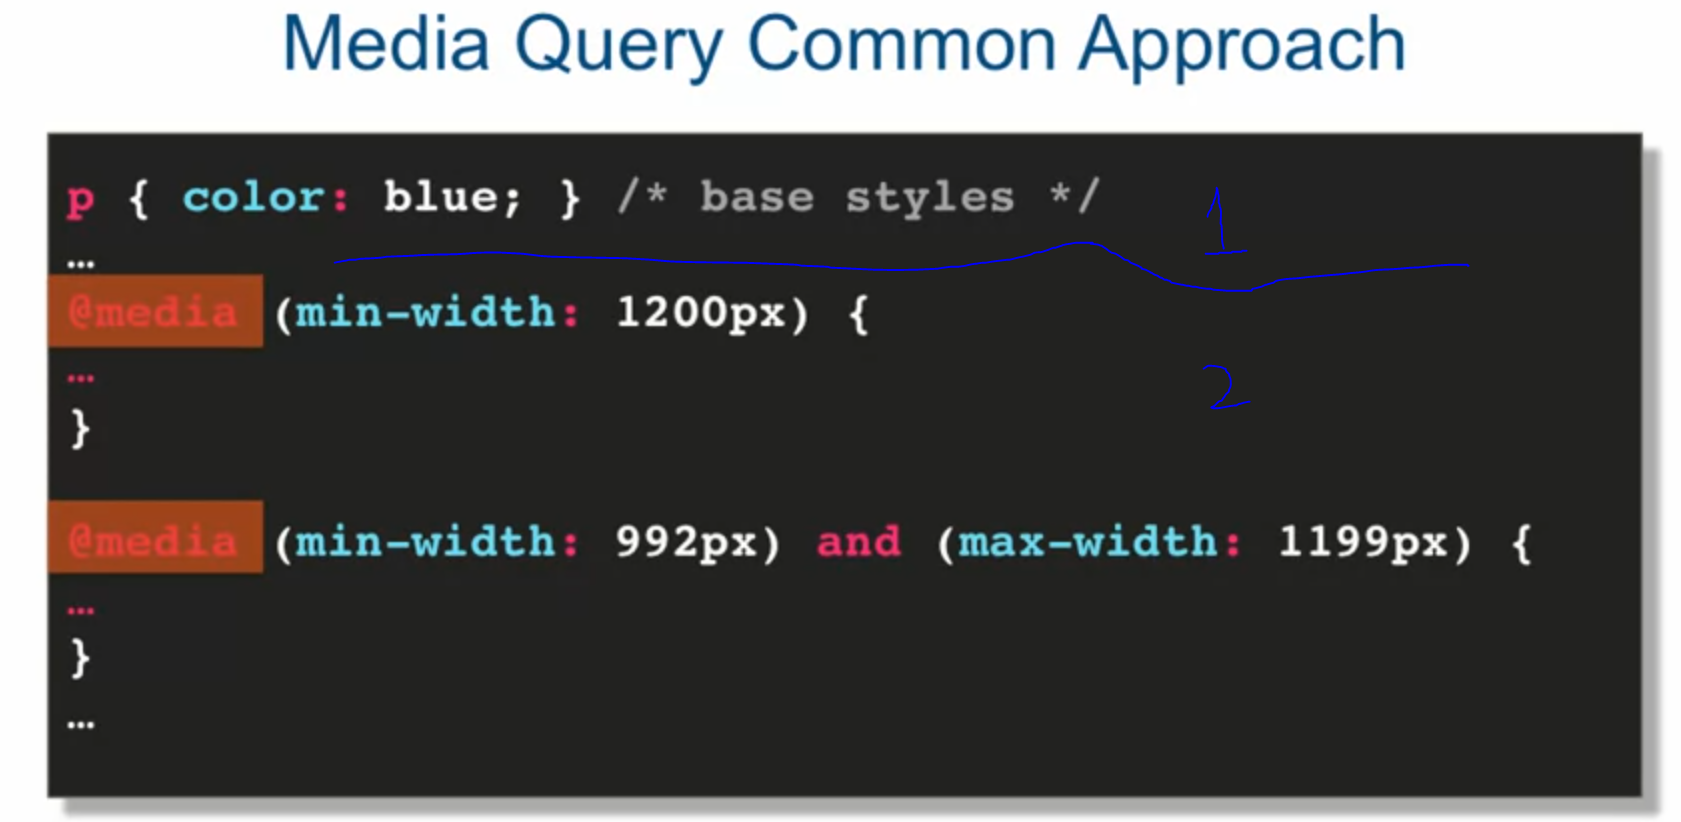 Media Query Common Approach
p { color: blue; } /* base styles */ 1
…
@media (min-width: 1200px) {
…
2
}
@media (min-width: 992px) and (max-width: 1199px) {
…
}
…